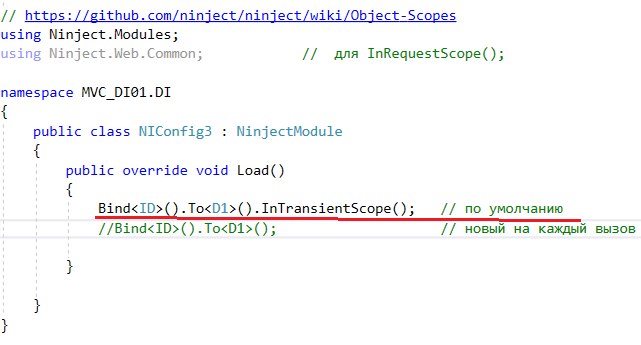 // https://github.com/ninject/ninject/wiki/Object-Scopes
using Ninject.Modules;
using Ninject.Web.Common;            //  для InRequestScope();
namespace MVC_DI01.DI
{
    public class NIConfig3 : NinjectModule
    {
        public override void Load()
        {
            Bind<ID>().To<D1>().InTransientScope();   // по умолчанию
            //Bind<ID>().To<D1>();                    // новый на каждый вызов
        }
    }
}